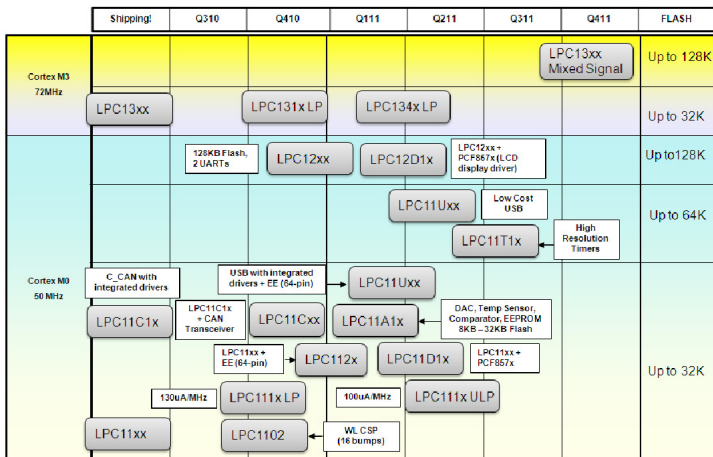 Shipping! Q310 Q410 Q111 Q211 Q311 Q411 FLASH
Cortex M3
72MHz
LPC13xx
Mixed Signal
Up to 128K
LPC13xx
LPC131x LP
LPC134x LP
Up to 32K
Cortex M0
50 MHz
128KB Flash,
2 UARTs
LPC12xx
LPC12D1x
LPC12xx +
PCF867x (LCD
display driver)
Up to128K
LPC11Uxx
Low Cost
USB
Up to 64K
LPC11T1x
High
Resolution
Timers
C_CAN with
integrated drivers
USB with integrated
drivers + EE (64-pin)
LPC11Uxx
LPC11C1x
LPC11C1x
+ CAN
Transceiver
LPC11Cxx
LPC11A1x
DAC, Temp Sensor,
Comparator, EEPROM
8KB – 32KB Flash
LPC11xx +
EE (64-pin)
LPC112x
LPC11D1x
LPC11xx +
PCF857x
Up to 32K
130uA/MHz
LPC111x LP
100uA/MHz
LPC111x ULP
LPC11xx
LPC1102
WL CSP
(16 bumps)